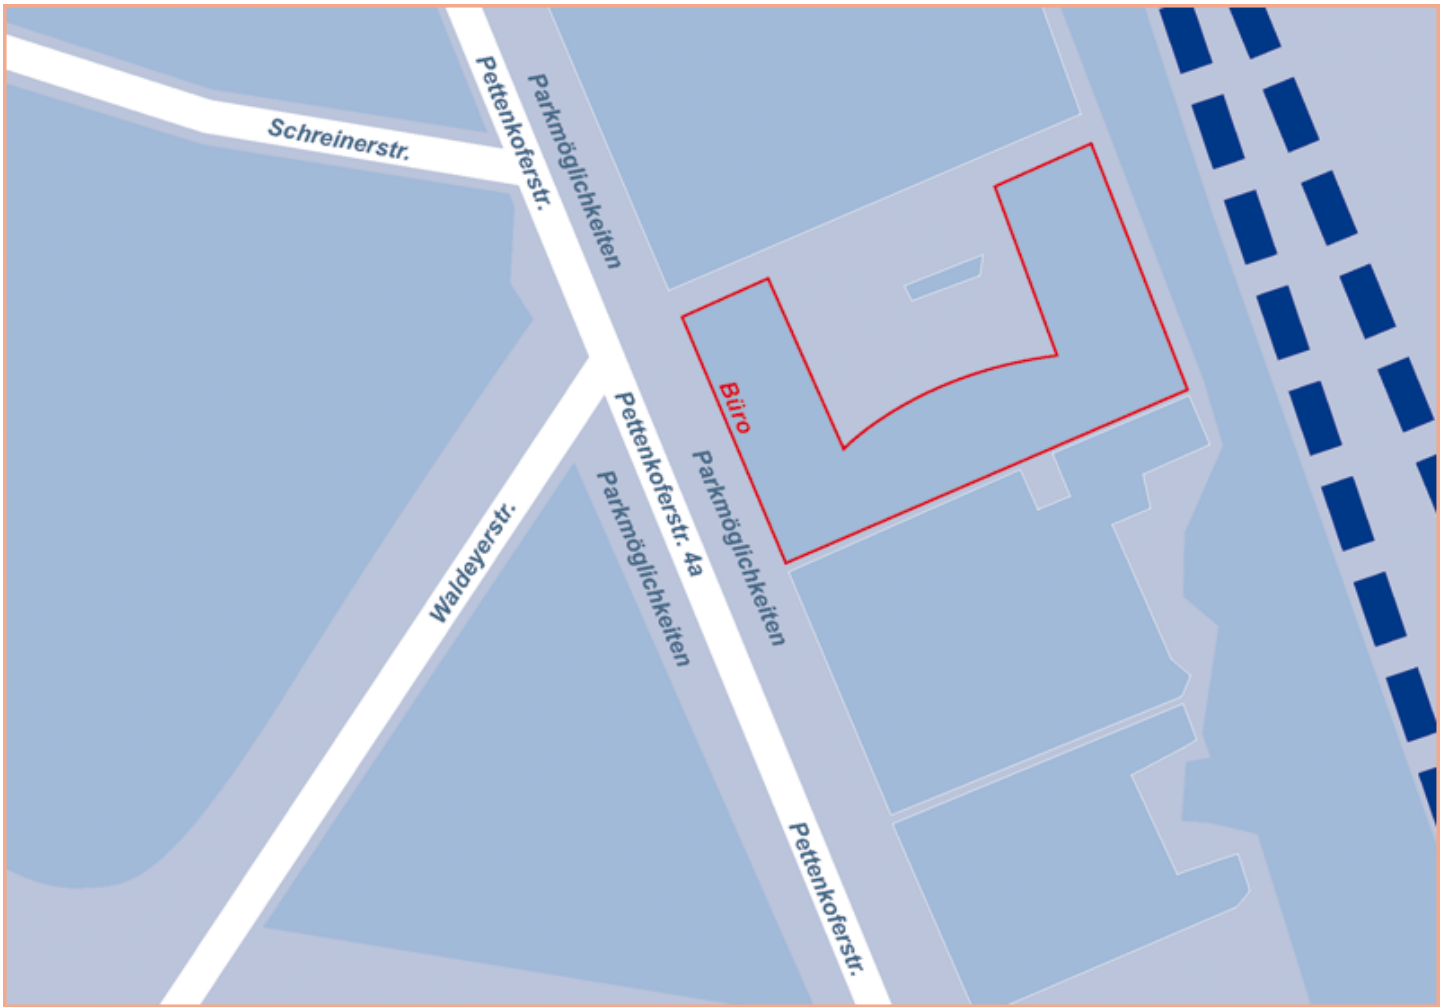 Pettenkoferstr.
Parkmöglichkeiten
Schreinerstr.
Büro
Pettenkoferstr. 4a
Parkmöglichkeiten
Parkmöglichkeiten
Waldeyerstr.
Pettenkoferstr.